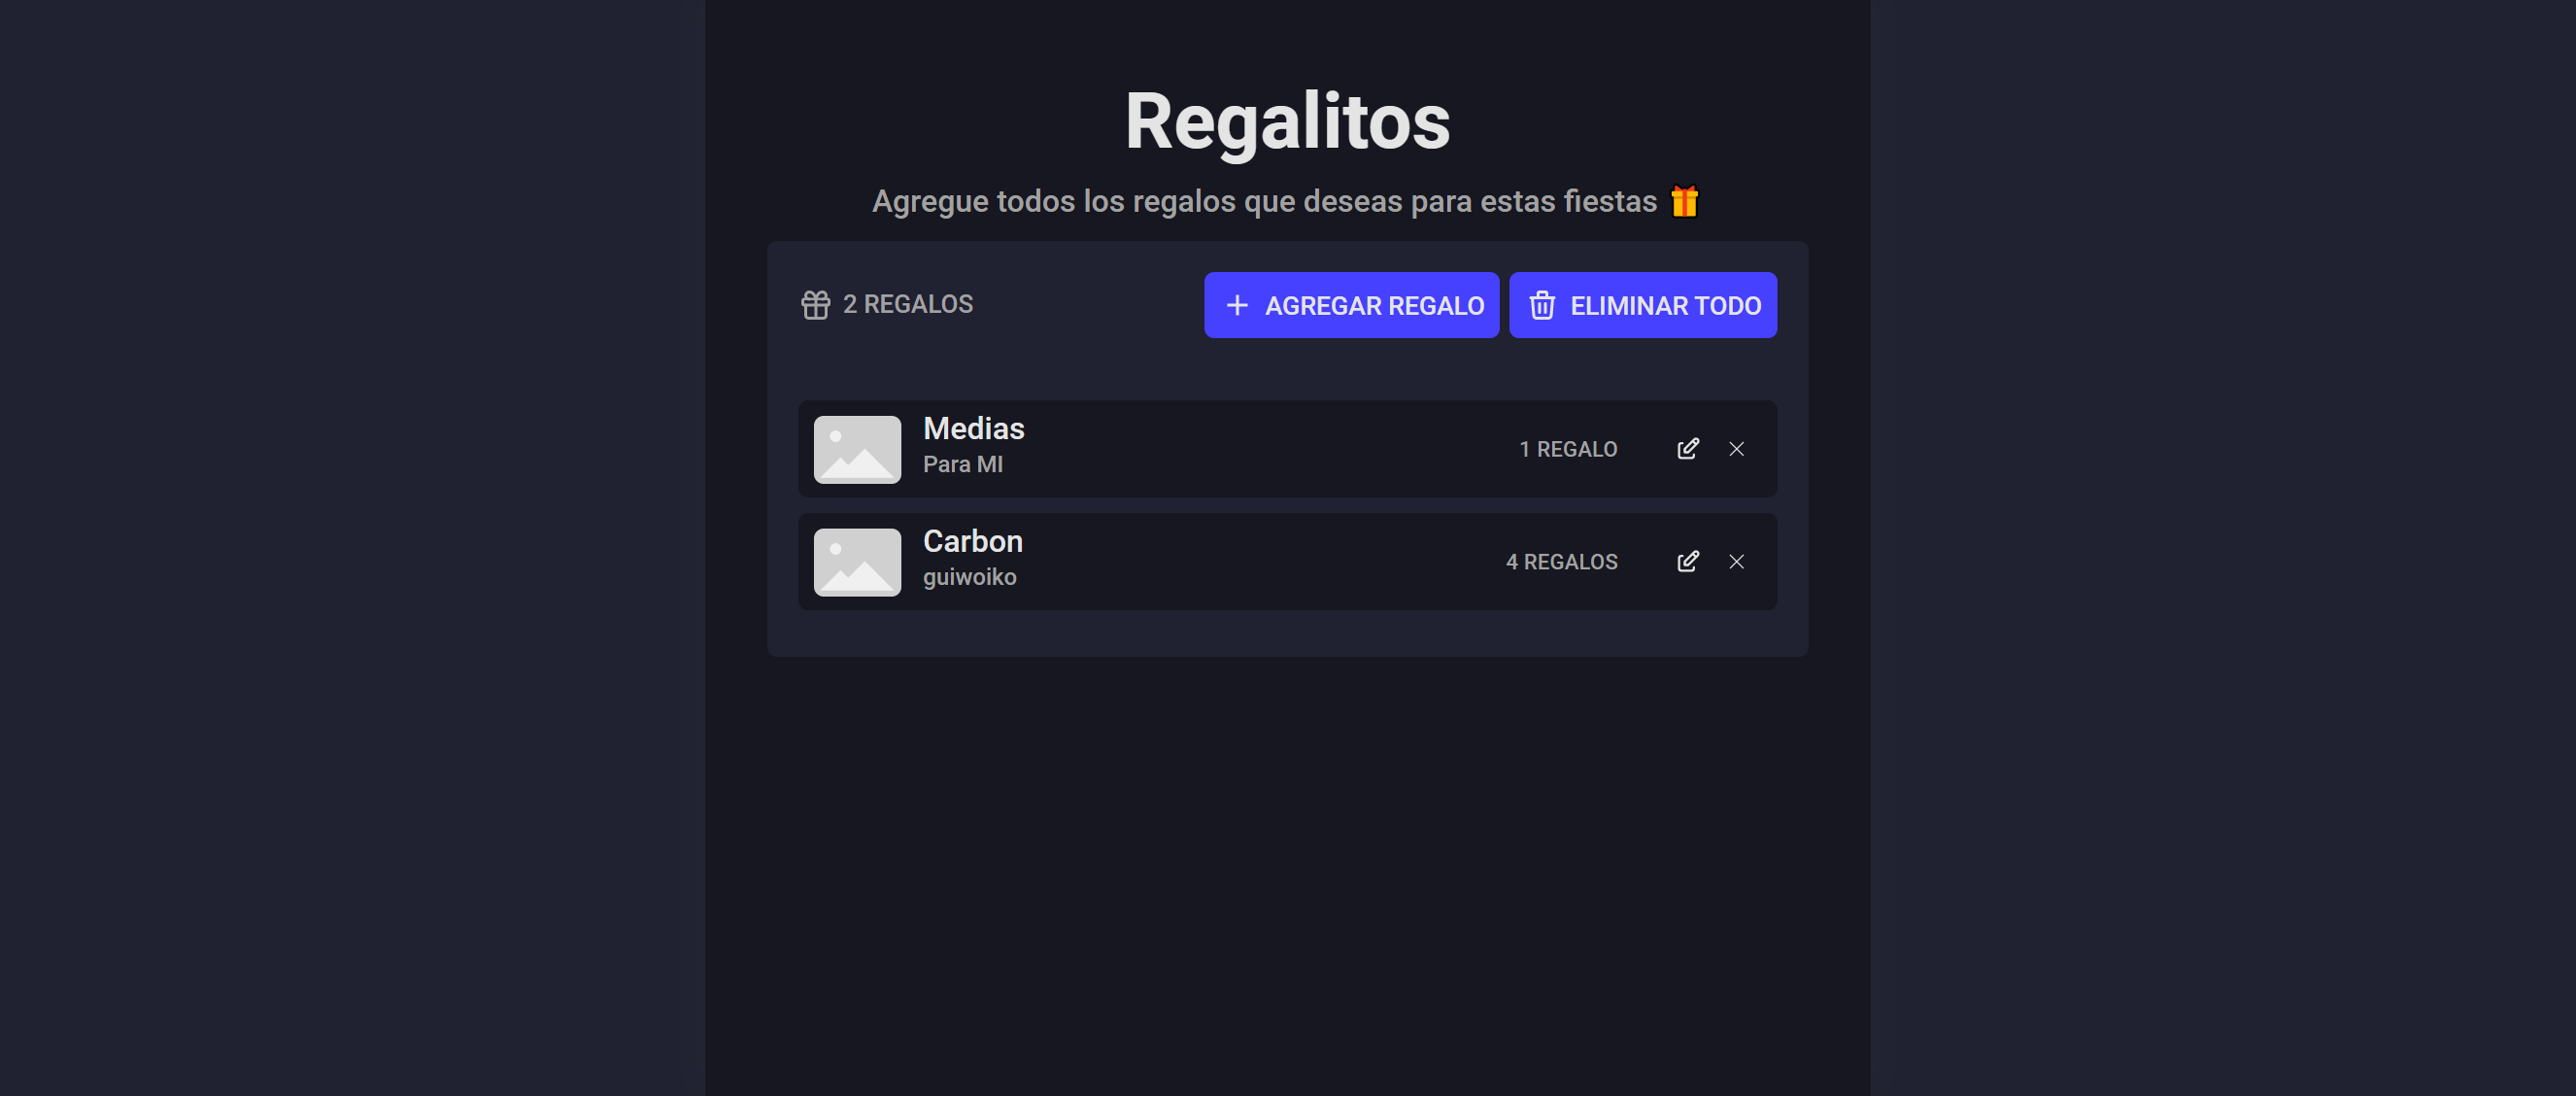 Regalitos
Agregue todos los regalos que deseas para estas fiestas 🎁
2 REGALOS
AGREGAR REGALO
ELIMINAR TODO
Medias
Para MI
1 REGALO
Carbon
guiwoiko
4 REGALOS